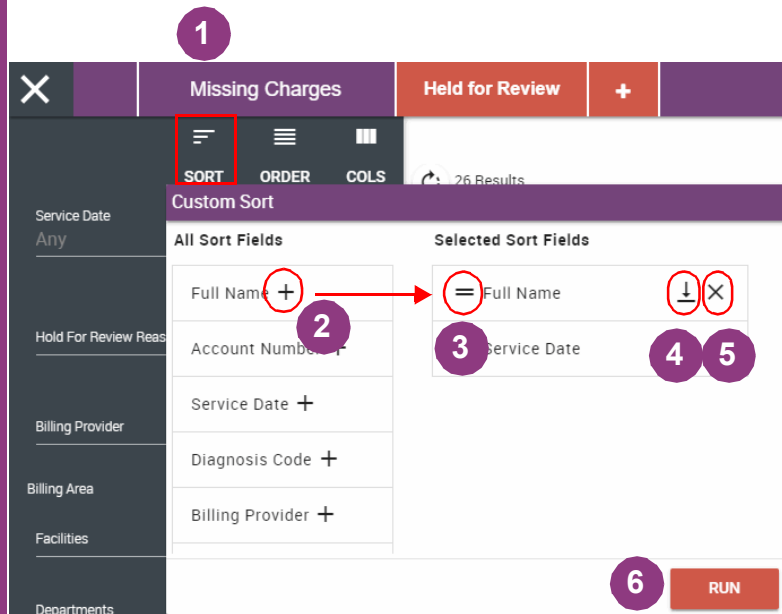 1
Missing Charges
Held for Review
+
SORT
ORDER
COLS
26 Results
Custom Sort
Service Date
Any
All Sort Fields
Selected Sort Fields
Full Name +
Full Name
2
Hold For Review Reas
Account Number +
3
Service Date
4
5
Service Date +
Billing Provider
Diagnosis Code +
Billing Area
Billing Provider +
Facilities
6
RUN
Departments